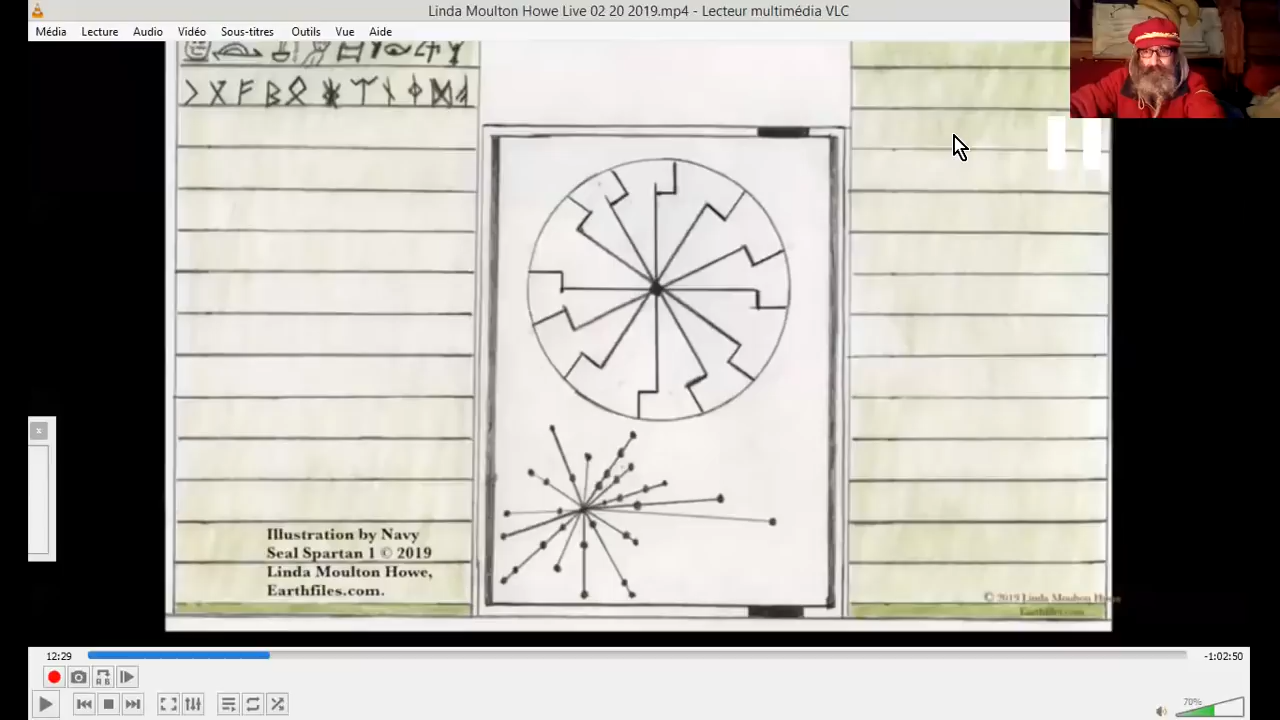 Linda Moulton Howe Live 02 20 2019.mp4 - Lecteur multimédia VLC
Média Lecture Audio Vidéo Sous-titres Outils Vue Aide
Illustration by Navy
Seal Spartan 1 © 2019
Linda Moulton Howe,
Earthfiles.com.
© 2019 Linda Moulton Howe
Earthfiles.com
12:29
-1:02:50
70%